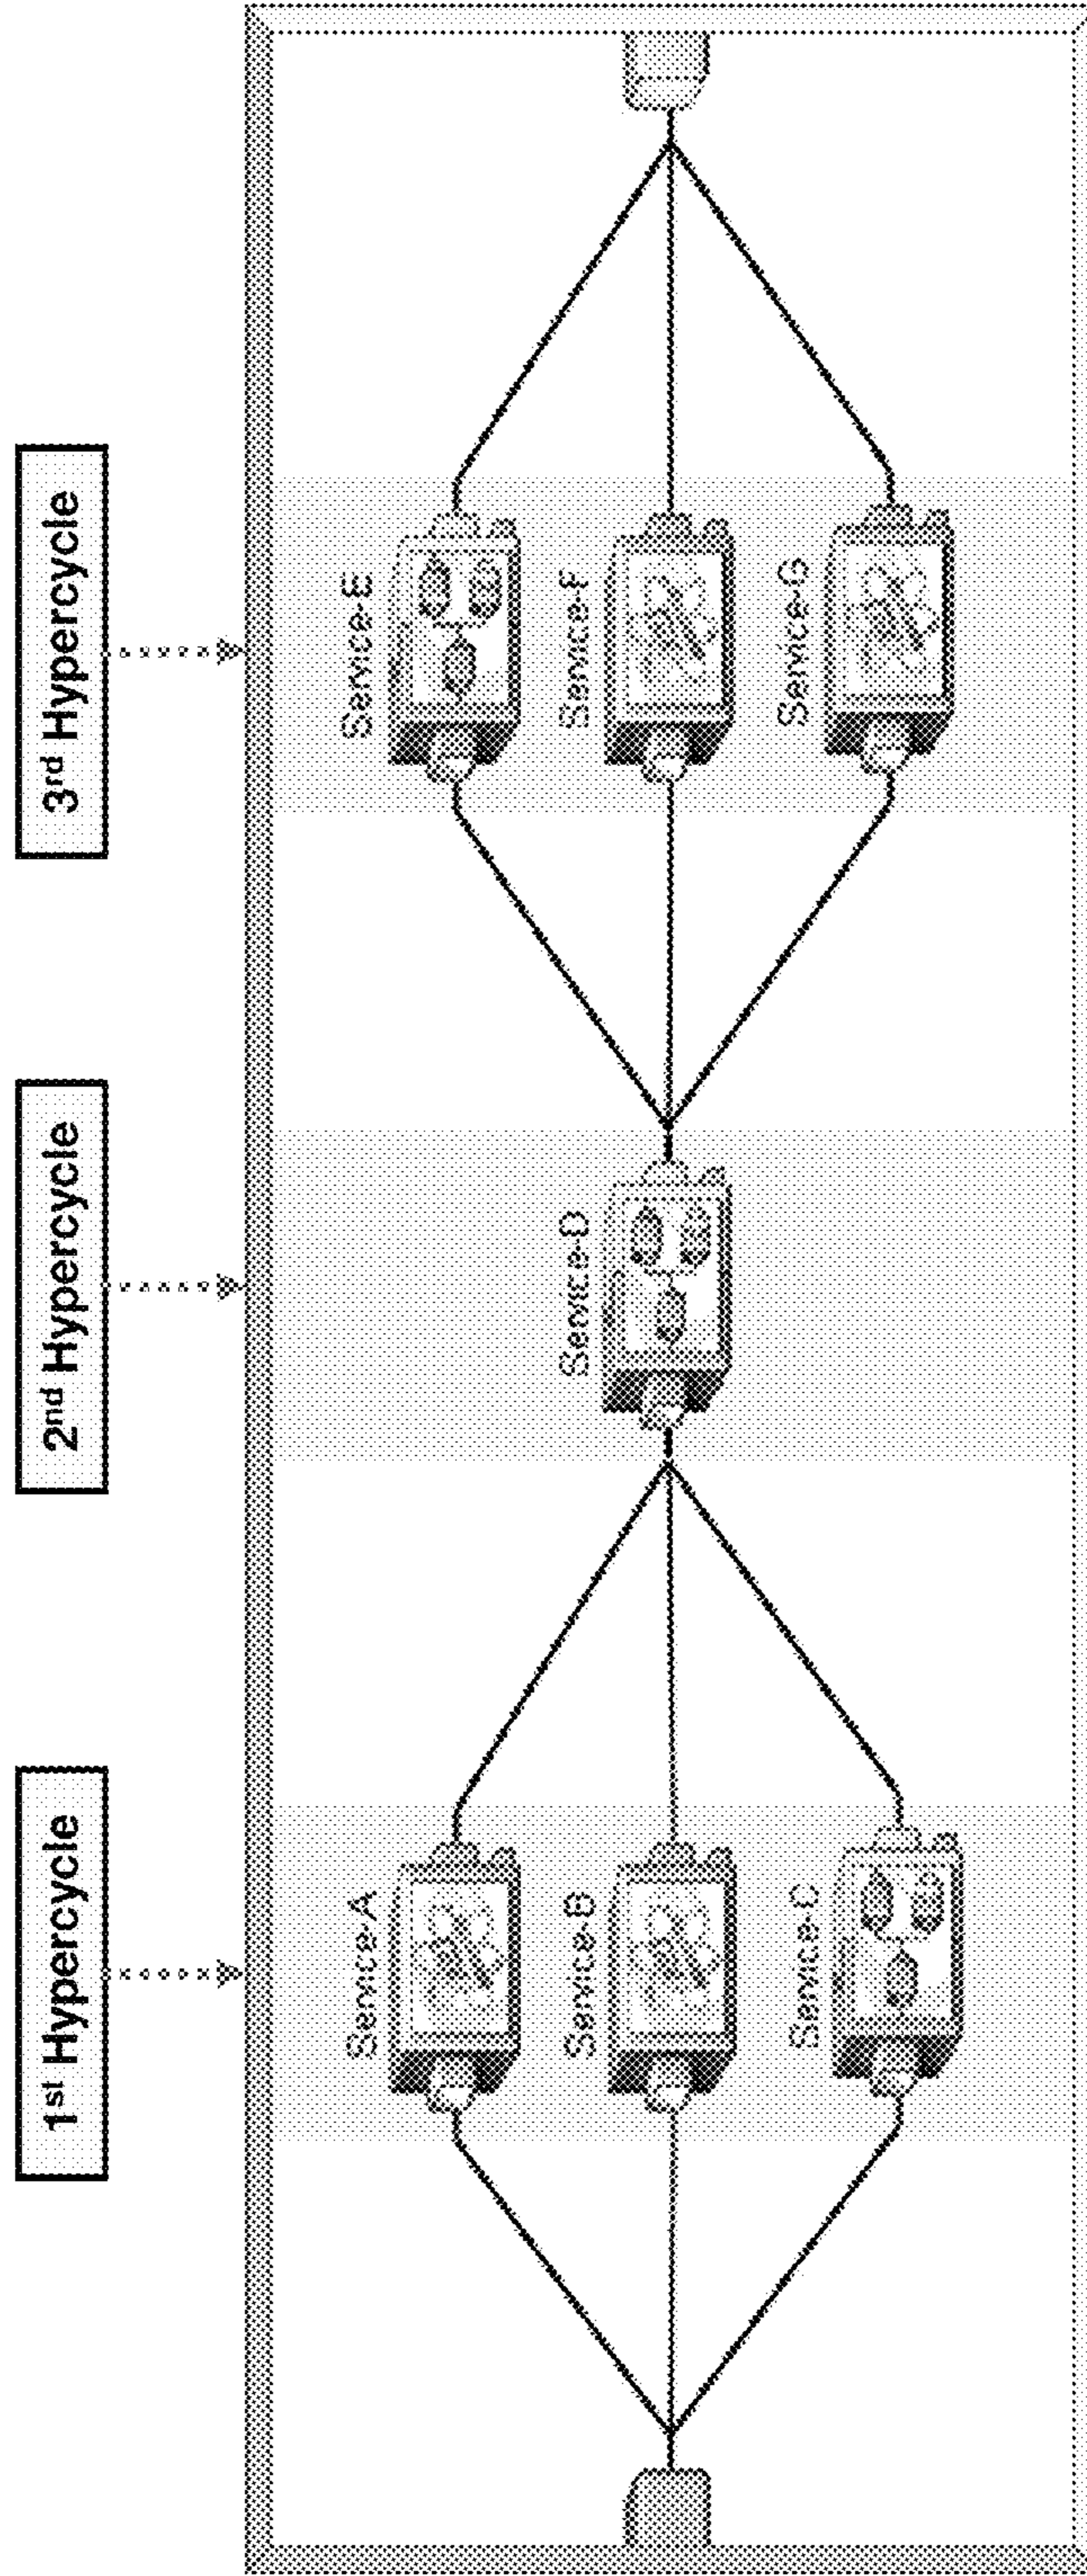 1st Hypercycle
2nd Hypercycle
3rd Hypercycle
Service-A
Service-B
Service-C
Service-D
Service-E
Service-F
Service-G